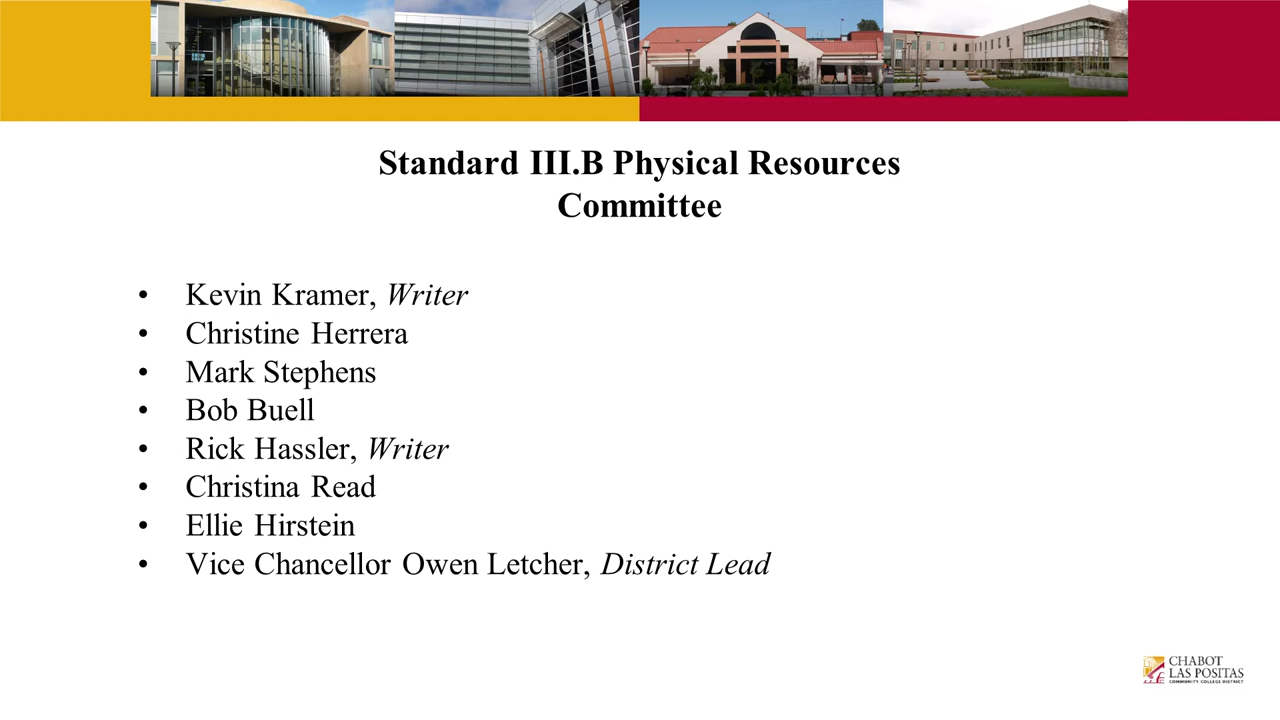 Standard III.B Physical Resources
Committee
• Kevin Kramer, Writer
• Christine Herrera
• Mark Stephens
• Bob Buell
• Rick Hassler, Writer
• Christina Read
• Ellie Hirstein
• Vice Chancellor Owen Letcher, District Lead
CHABOT
LAS POSITAS
COMMUNITY COLLEGE DISTRICT